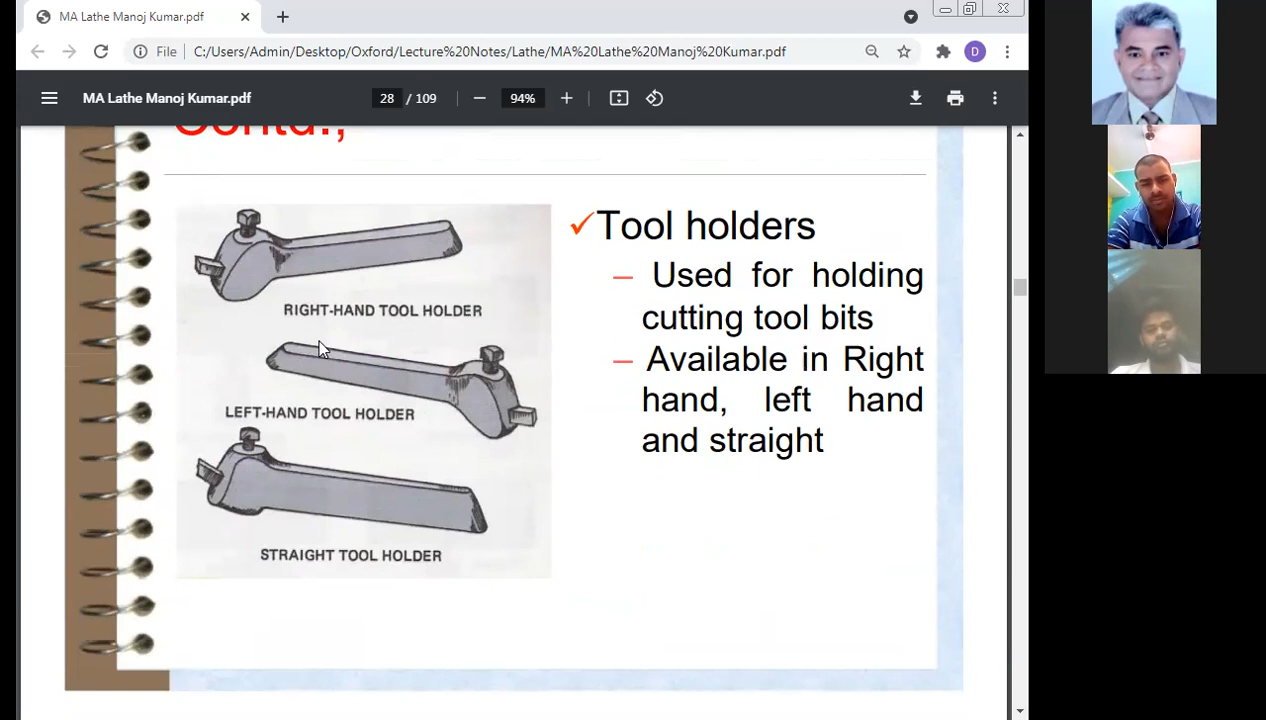 MA Lathe Manoj Kumar.pdf
File C:/Users/Admin/Desktop/Oxford/Lecture%20Notes/Lathe/MA%20Lathe%20Manoj%20Kumar.pdf
D
MA Lathe Manoj Kumar.pdf
28 / 109
94%
Contd.,
RIGHT-HAND TOOL HOLDER
LEFT-HAND TOOL HOLDER
STRAIGHT TOOL HOLDER
✓Tool holders
– Used for holding
cutting tool bits
– Available in Right
hand, left hand
and straight